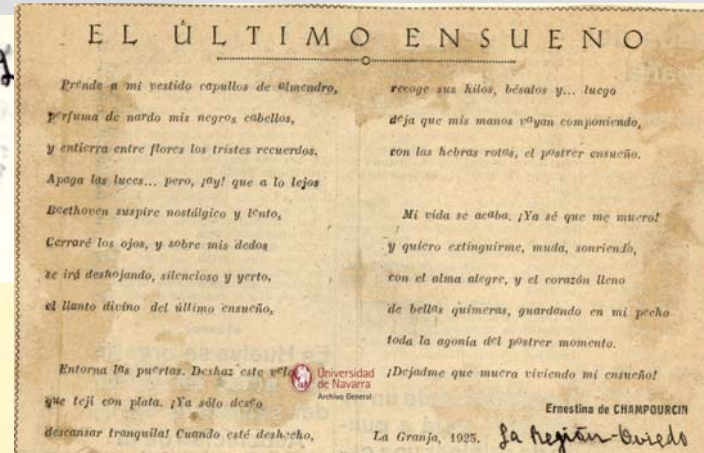 EL ÚLTIMO ENSUEÑO
Prende a mi vestido capullos de almendro,
perfuma de nardo mis negros cabellos,
y entierra entre flores los tristes recuerdos.
Apaga las luces... pero, ¡ay! que a lo lejos
Beethoven suspire nostálgico y lento,
Cerraré los ojos, y sobre mis dedos
se irá deshojando, silencioso y yerto,
el llanto divino del último ensueño,
Entorna las puertas. Deshaz este velo
que tejí con plata. ¡Ya sólo deseo
descansar tranquila! Cuando esté deshecho,
recoge sus hilos, bésalos y... luego
deja que mis manos vayan componiendo,
con las hebras rotas, el postrer ensueño.
Mi vida se acaba. ¡Ya sé que me muero!
y quiero extinguirme, muda, sonriendo,
con el alma alegre, y el corazón lleno
de bellas quimeras, guardando en mi pecho
toda la agonía del postrer momento.
¡Dejadme que muera viviendo mi ensueño!
Ernestina de CHAMPOURCIN
La Granja, 1925.
La Región-Oviedo
Universidad
de Navarra
Archivo General